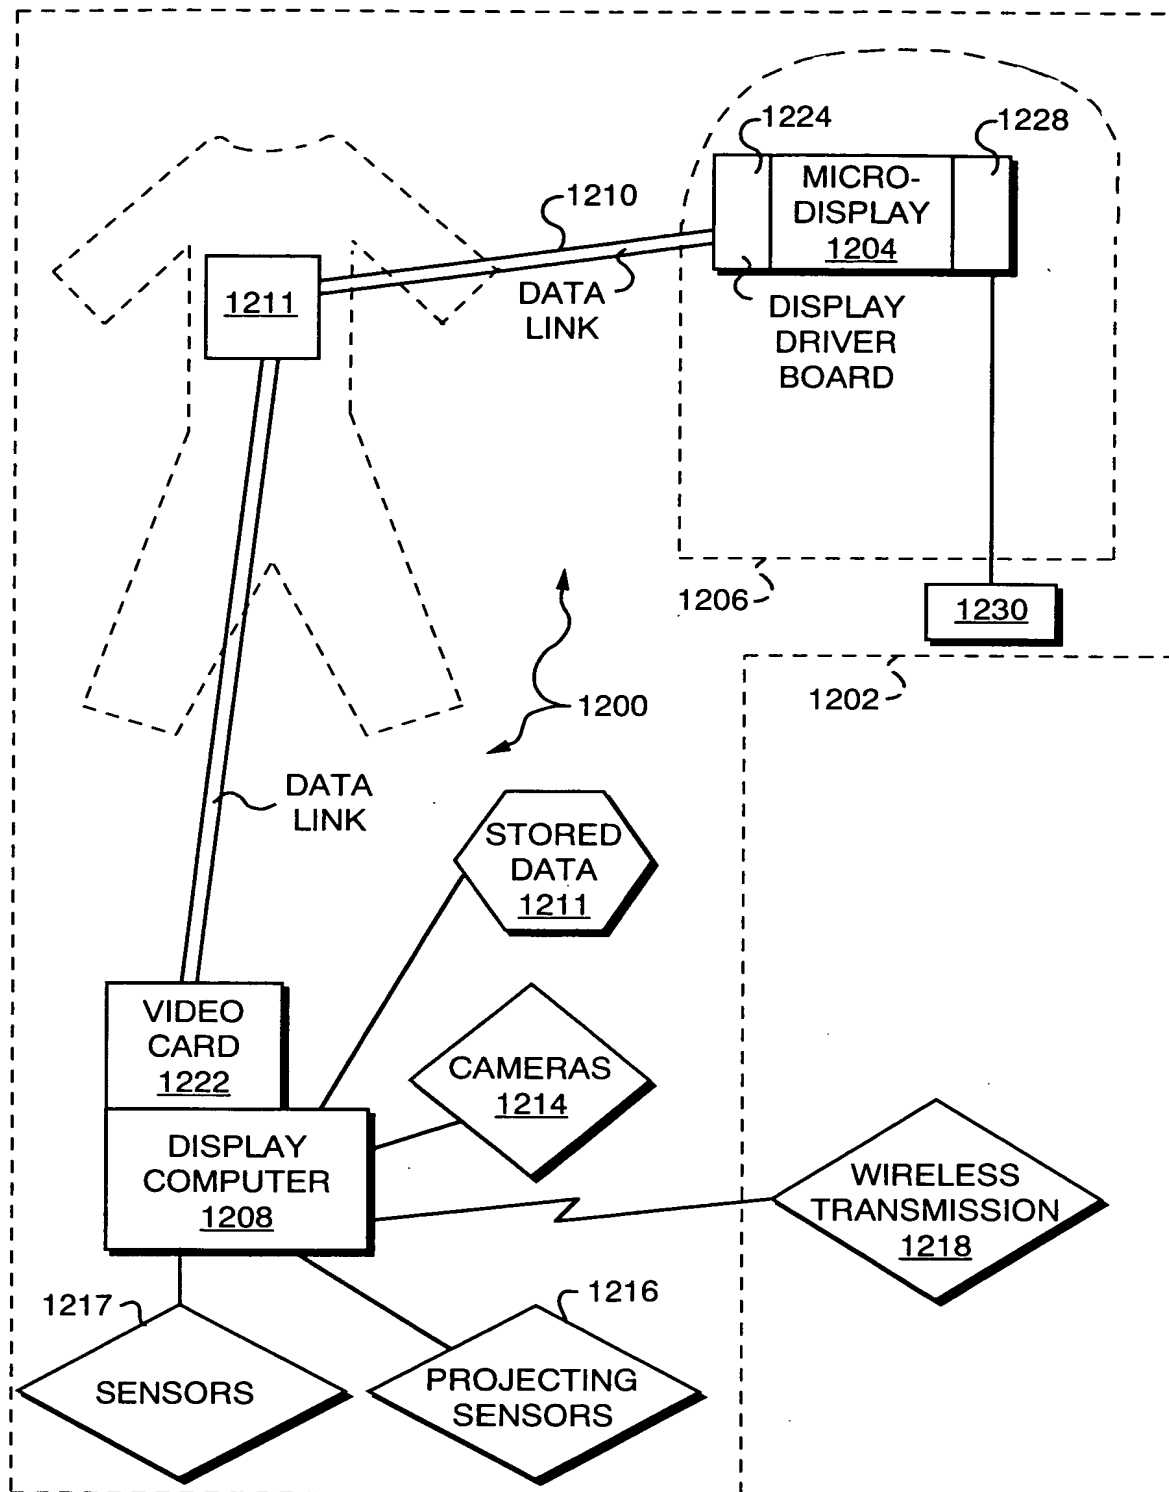 1224
1228
MICRO-
DISPLAY
1204
1210
1211
DATA
LINK
DISPLAY
DRIVER
BOARD
1206
1230
1202
1200
DATA
LINK
STORED
DATA
1211
VIDEO
CARD
1222
CAMERAS
1214
DISPLAY
COMPUTER
1208
WIRELESS
TRANSMISSION
1218
1217
1216
SENSORS
PROJECTING
SENSORS